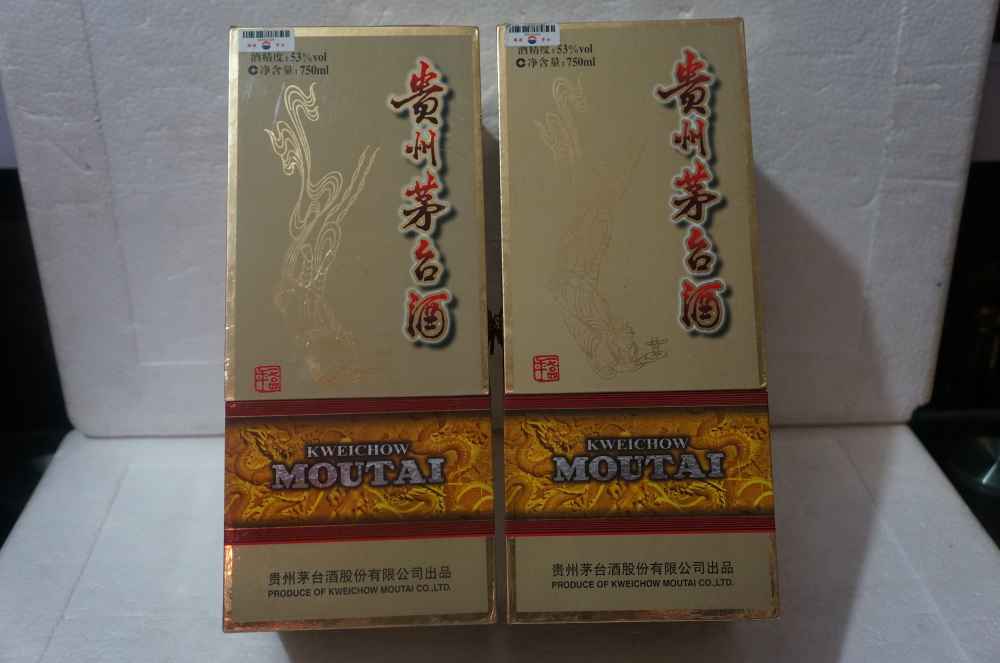 酒精度:53%vol
净含量:750ml
贵州茅台酒
KWEICHOW
MOUTAI
贵州茅台酒股份有限公司出品
PRODUCE OF KWEICHOW MOUTAI CO.,LTD.
酒精度:53%vol
净含量:750ml
贵州茅台酒
KWEICHOW
MOUTAI
贵州茅台酒股份有限公司出品
PRODUCE OF KWEICHOW MOUTAI CO.,LTD.